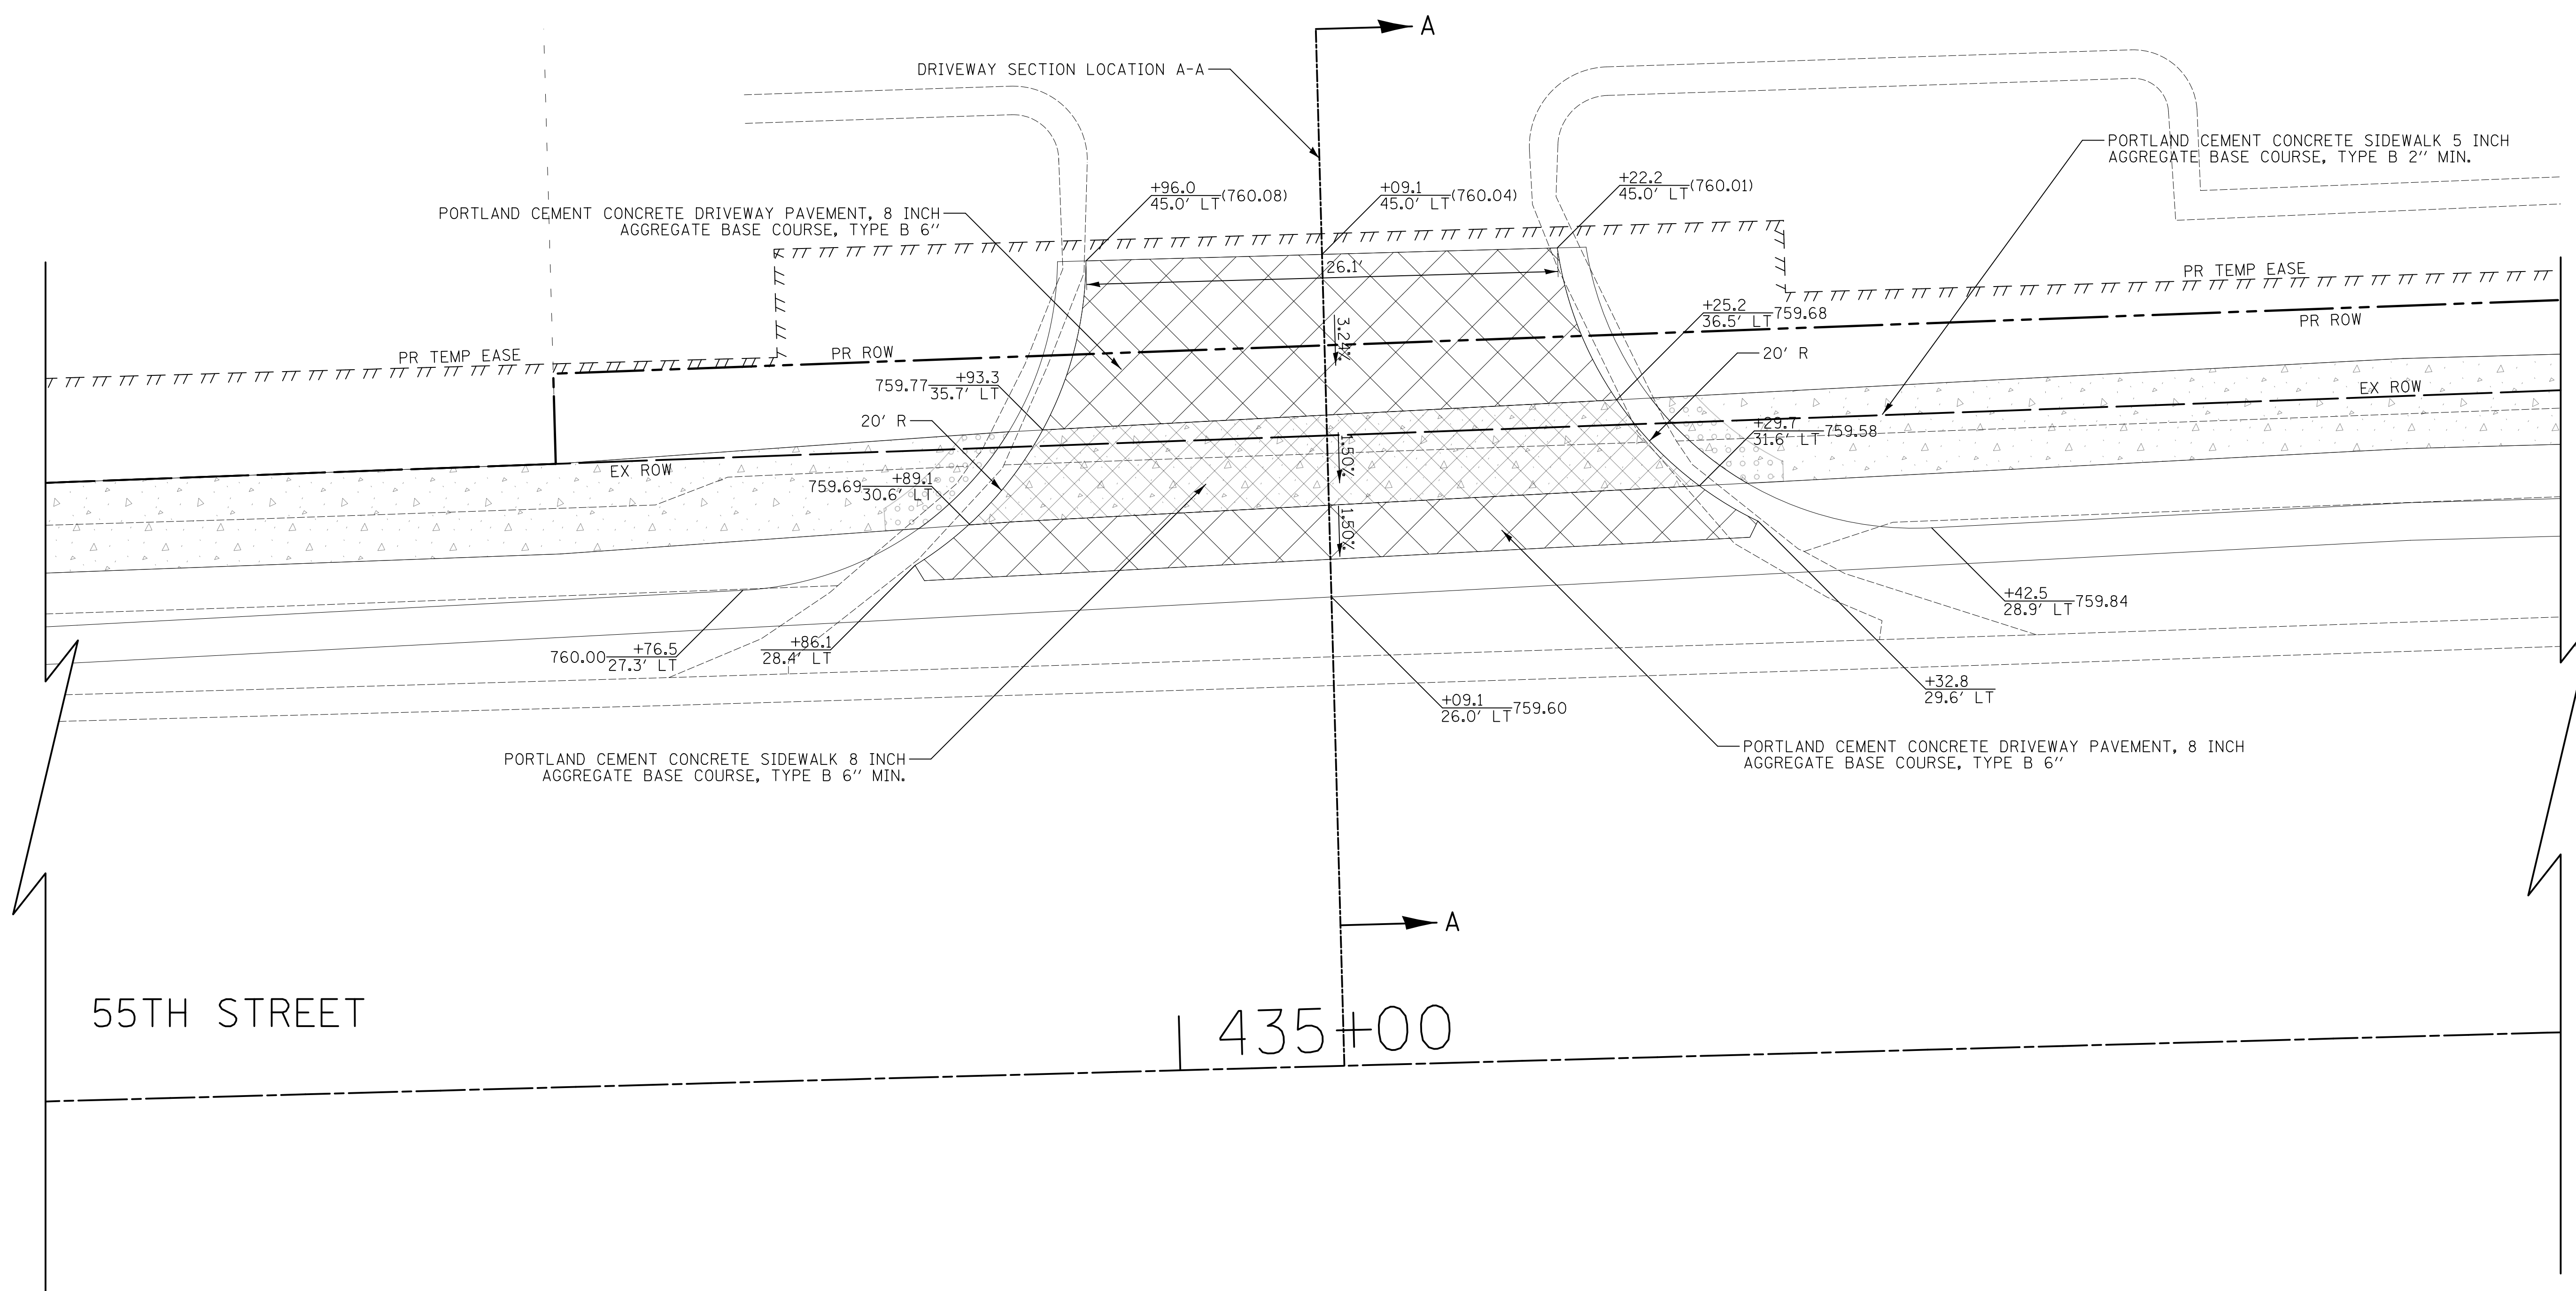 A
DRIVEWAY SECTION LOCATION A-A
PORTLAND CEMENT CONCRETE SIDEWALK 5 INCH
AGGREGATE BASE COURSE, TYPE B 2" MIN.
+96.0
45.0' LT (760.08)
+09.1
45.0' LT (760.04)
+22.2
45.0' LT (760.01)
PORTLAND CEMENT CONCRETE DRIVEWAY PAVEMENT, 8 INCH
AGGREGATE BASE COURSE, TYPE B 6"
26.1'
PR TEMP EASE
+25.2
36.5' LT 759.68
PR ROW
3.24%
PR TEMP EASE
PR ROW
20' R
759.77 +93.3
35.7' LT
EX ROW
20' R
+29.7
31.6' LT 759.58
1.50%
EX ROW
759.69 +89.1
30.6' LT
1.50%
+42.5
28.9' LT 759.84
760.00 +76.5
27.3' LT
+86.1
28.4' LT
+32.8
29.6' LT
+09.1
26.0' LT 759.60
PORTLAND CEMENT CONCRETE SIDEWALK 8 INCH
AGGREGATE BASE COURSE, TYPE B 6" MIN.
PORTLAND CEMENT CONCRETE DRIVEWAY PAVEMENT, 8 INCH
AGGREGATE BASE COURSE, TYPE B 6"
A
55TH STREET
435+00